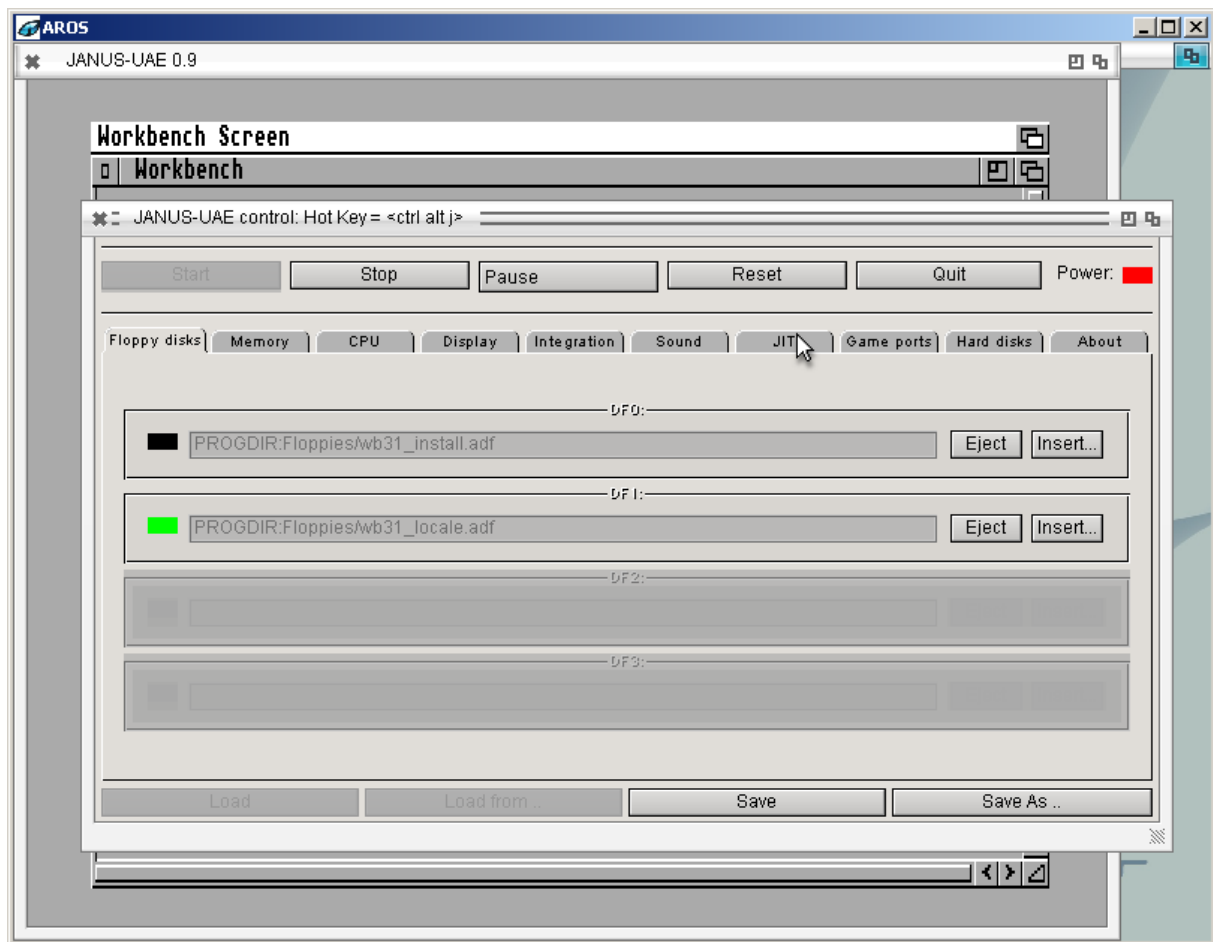 AROS
JANUS-UAE 0.9
Workbench Screen
Workbench
JANUS-UAE control: Hot Key = <ctrl alt j>
Start Stop Pause Reset Quit Power:
Floppy disks Memory CPU Display Integration Sound JIT Game ports Hard disks About
DF0:
PROGDIR:Floppies/wb31_install.adf Eject Insert...
DF1:
PROGDIR:Floppies/wb31_locale.adf Eject Insert...
DF2:
DF3:
Load Load from .. Save Save As ..